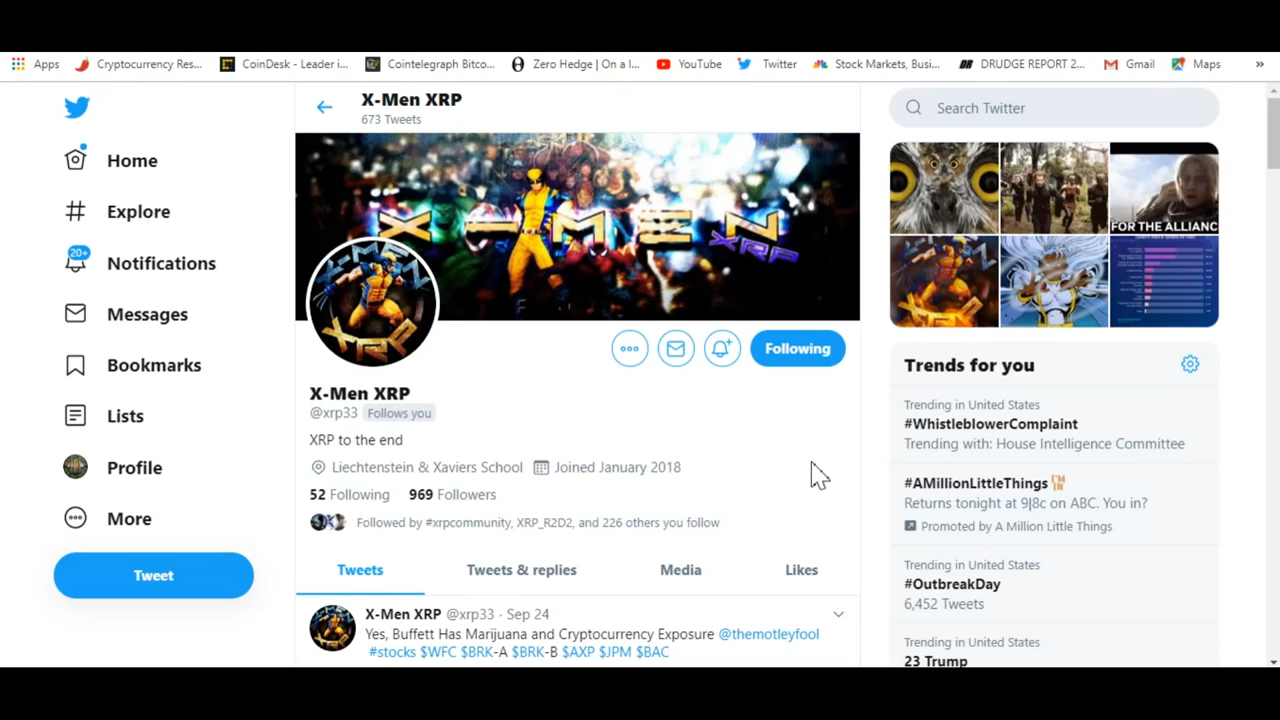 Apps Cryptocurrency Res... CoinDesk - Leader i... Cointelegraph Bitco... Zero Hedge | On a l... YouTube Twitter Stock Markets, Busi... DRUDGE REPORT 2... Gmail Maps »
X-Men XRP
673 Tweets
Search Twitter
Home
Explore
20+
Notifications
Messages
Bookmarks
Lists
Profile
More
Tweet
X-MEN
XRP
X-MEN
XRP
FOR THE ALLIANC
Following
X-Men XRP
@xrp33 Follows you
XRP to the end
Liechtenstein & Xaviers School Joined January 2018
52 Following 969 Followers
Followed by #xrpcommunity, XRP_R2D2, and 226 others you follow
Tweets Tweets & replies Media Likes
X-Men XRP @xrp33 · Sep 24
Yes, Buffett Has Marijuana and Cryptocurrency Exposure @themotleyfool
#stocks $WFC $BRK-A $BRK-B $AXP $JPM $BAC
Trends for you
Trending in United States
#WhistleblowerComplaint
Trending with: House Intelligence Committee
#AMillionLittleThings
Returns tonight at 9|8c on ABC. You in?
Promoted by A Million Little Things
Trending in United States
#OutbreakDay
6,452 Tweets
Trending in United States
23 Trump